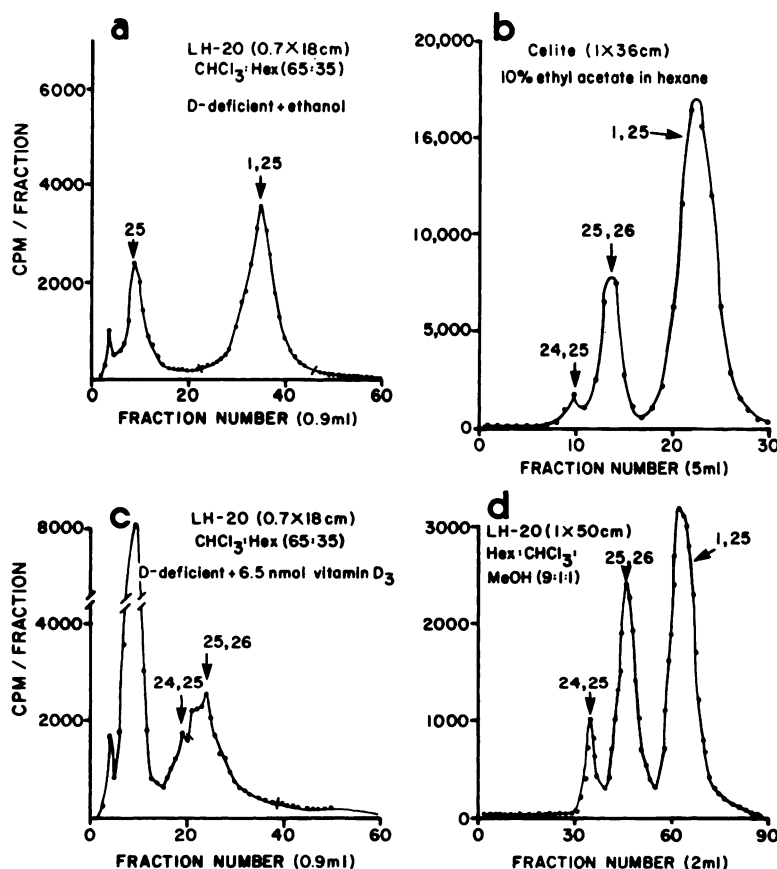 a
LH-20 (0.7×18cm)
CHCl3:Hex (65:35)
D-deficient + ethanol
6000
4000
2000
0
CPM / FRACTION
25
1,25
0 20 40 60
FRACTION NUMBER (0.9ml)
b
Celite (1×36cm)
10% ethyl acetate in hexane
20,000
16,000
10,000
5,000
0
24,25
25,26
1,25
10 20 30
FRACTION NUMBER (5ml)
c
LH-20 (0.7×18cm)
CHCl3:Hex (65:35)
D-deficient + 6.5 nmol vitamin D3
8000
4000
2000
CPM / FRACTION
24,25
25,26
0 20 40 60
FRACTION NUMBER (0.9ml)
d
LH-20 (1×50cm)
Hex:CHCl3:
MeOH (9:1:1)
3000
2000
1000
0
24,25
25,26
1,25
30 60 90
FRACTION NUMBER (2ml)